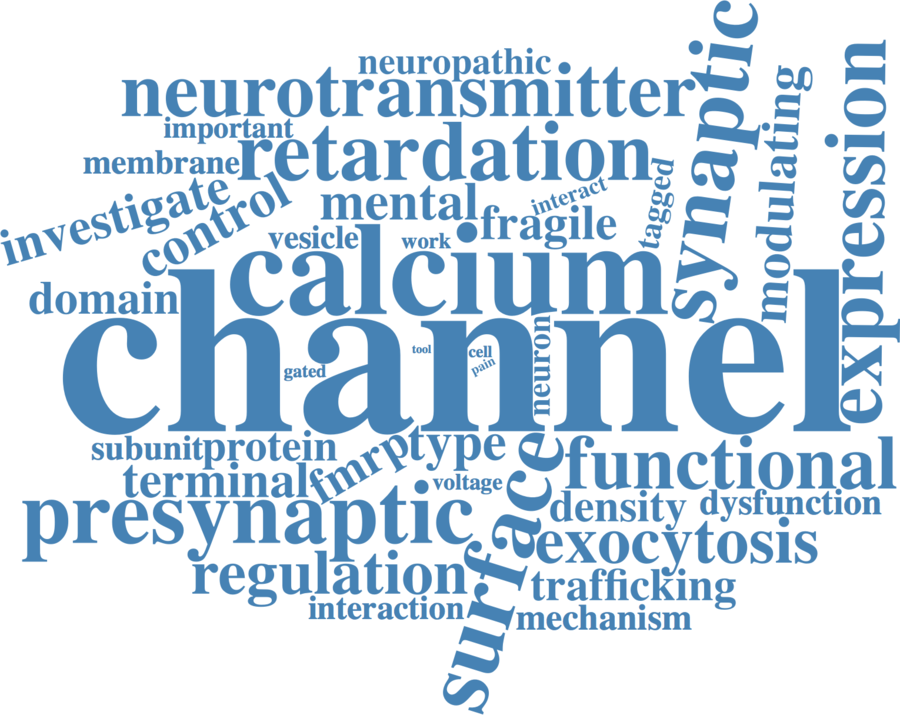 neuropathic
neurotransmitter
synaptic
expression
important
retardation
modulating
membrane
mental
interact
tagged
investigate
control
vesicle
work
fragile
calcium
domain
channel
tool
cell
pain
gated
neuron
subunit
protein
fmrp
type
surface
functional
terminal
voltage
presynaptic
density
dysfunction
exocytosis
regulation
trafficking
interaction
mechanism